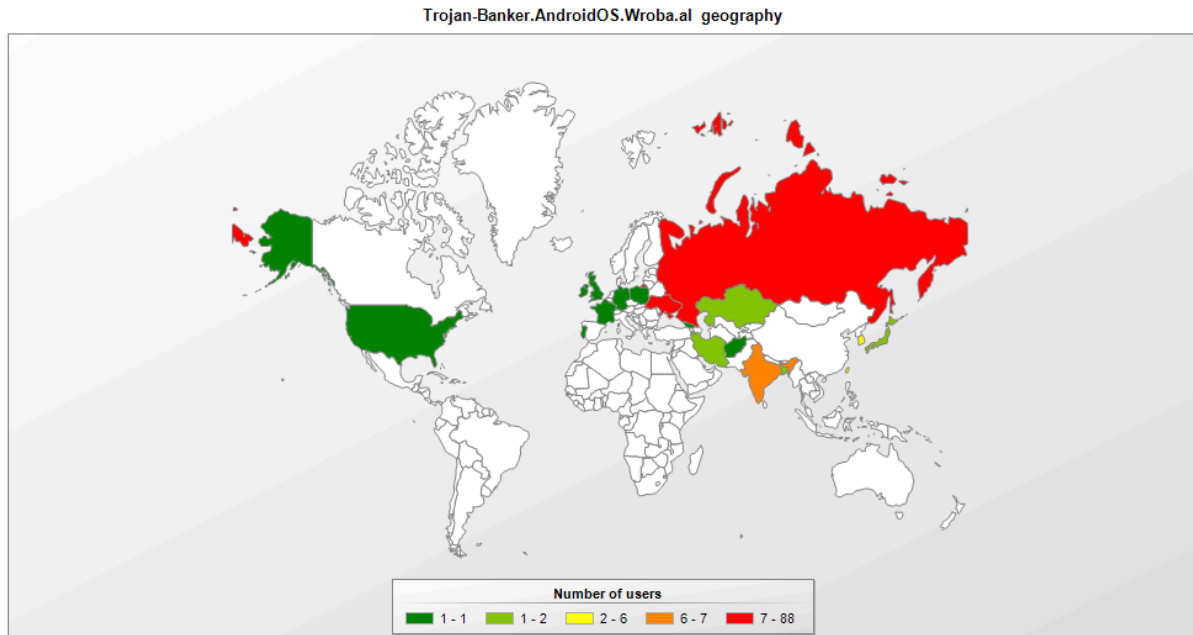 Trojan-Banker.AndroidOS.Wroba.al geography
Number of users
1 - 1 1 - 2 2 - 6 6 - 7 7 - 88